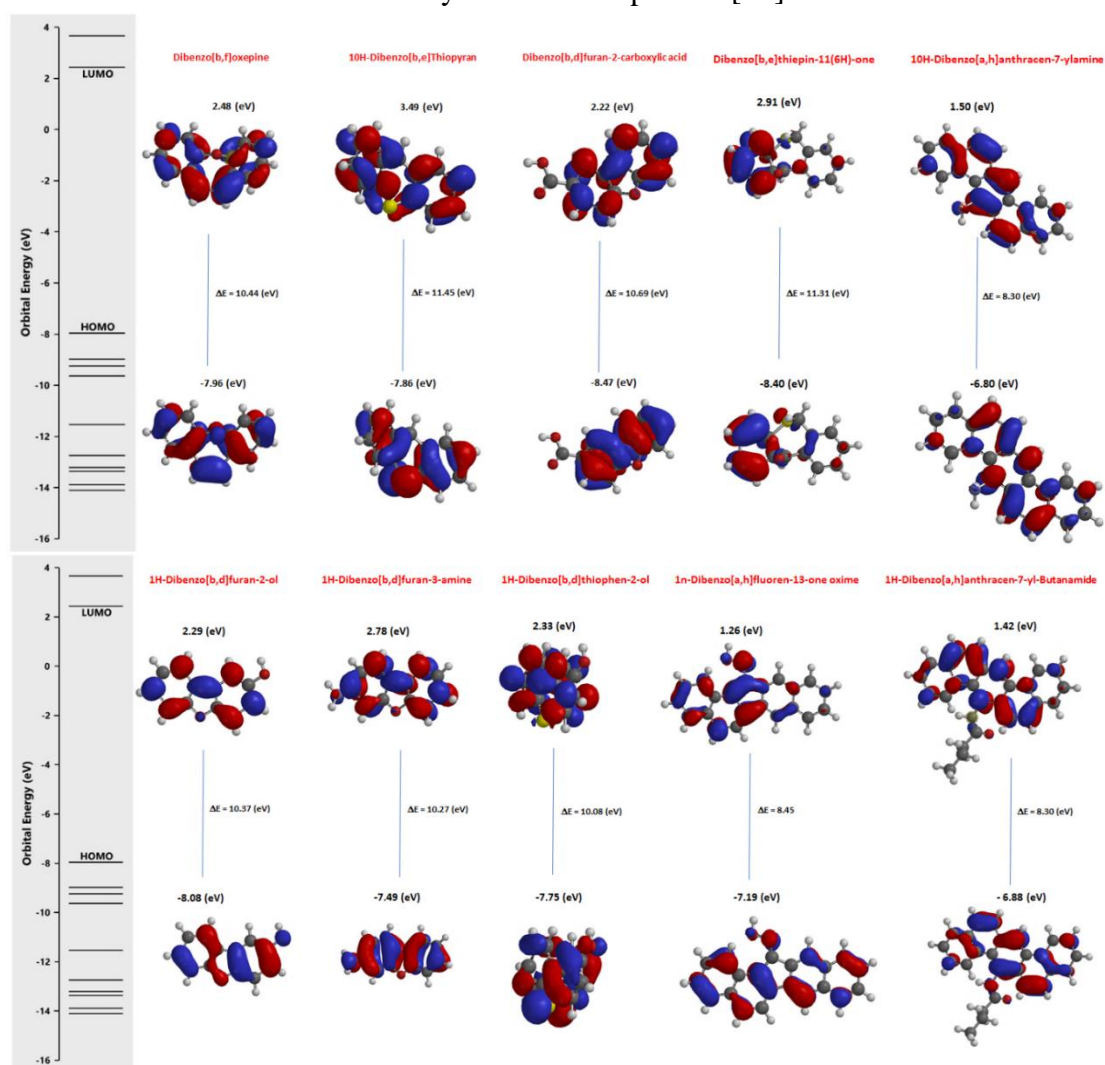 4
2
0
-2
-4
-6
-8
-10
-12
-14
-16
Orbital Energy (eV)
LUMO
HOMO
Dibenzo[b,f]oxepine
10H-Dibenzo[b,e]Thiopyran
Dibenzo[b,d]furan-2-carboxylic acid
Dibenzo[b,e]thiepin-11(6H)-one
10H-Dibenzo[a,h]anthracen-7-ylamine
2.48 (eV)
3.49 (eV)
2.22 (eV)
2.91 (eV)
1.50 (eV)
ΔE = 10.44 (eV)
ΔE = 11.45 (eV)
ΔE = 10.69 (eV)
ΔE = 11.31 (eV)
ΔE = 8.30 (eV)
-7.96 (eV)
-7.86 (eV)
-8.47 (eV)
-8.40 (eV)
-6.80 (eV)
4
2
0
-2
-4
-6
-8
-10
-12
-14
-16
Orbital Energy (eV)
LUMO
HOMO
1H-Dibenzo[b,d]furan-2-ol
1H-Dibenzo[b,d]furan-3-amine
1H-Dibenzo[b,d]thiophen-2-ol
1n-Dibenzo[a,h]fluoren-13-one oxime
1H-Dibenzo[a,h]anthracen-7-yl-Butanamide
2.29 (eV)
2.78 (eV)
2.33 (eV)
1.26 (eV)
1.42 (eV)
ΔE = 10.37 (eV)
ΔE = 10.27 (eV)
ΔE = 10.08 (eV)
ΔE = 8.45
ΔE = 8.30 (eV)
-8.08 (eV)
-7.49 (eV)
-7.75 (eV)
-7.19 (eV)
-6.88 (eV)